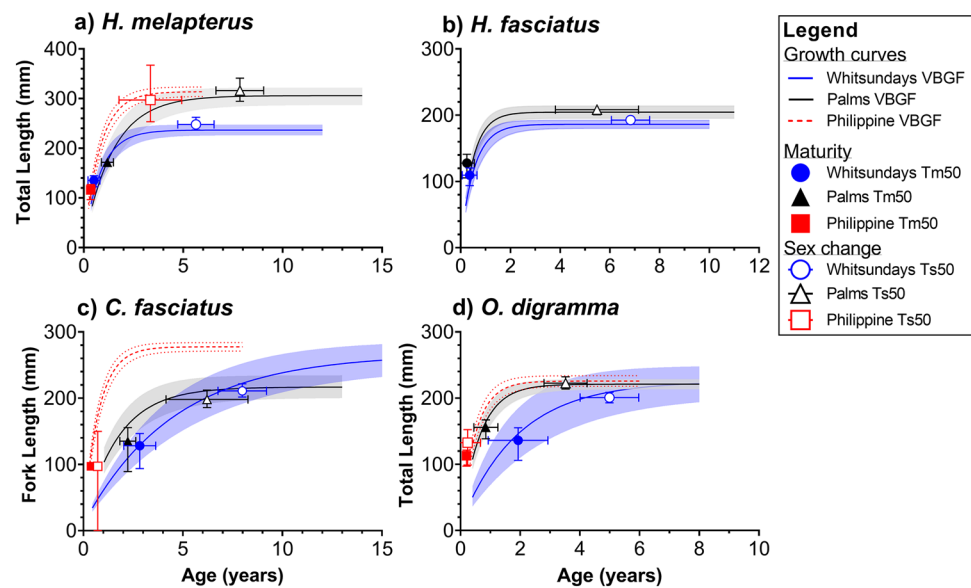 a) H. melapterus
Total Length (mm)
400
300
200
100
0
0
5
10
15
b) H. fasciatus
300
200
100
0
0
2
4
6
8
10
12
c) C. fasciatus
Fork Length (mm)
300
200
100
0
0
5
10
15
Age (years)
d) O. digramma
Total Length (mm)
300
200
100
0
0
2
4
6
8
10
Age (years)
Legend
Growth curves
Whitsundays VBGF
Palms VBGF
Philippine VBGF
Maturity
Whitsundays Tm50
Palms Tm50
Philippine Tm50
Sex change
Whitsundays Ts50
Palms Ts50
Philippine Ts50